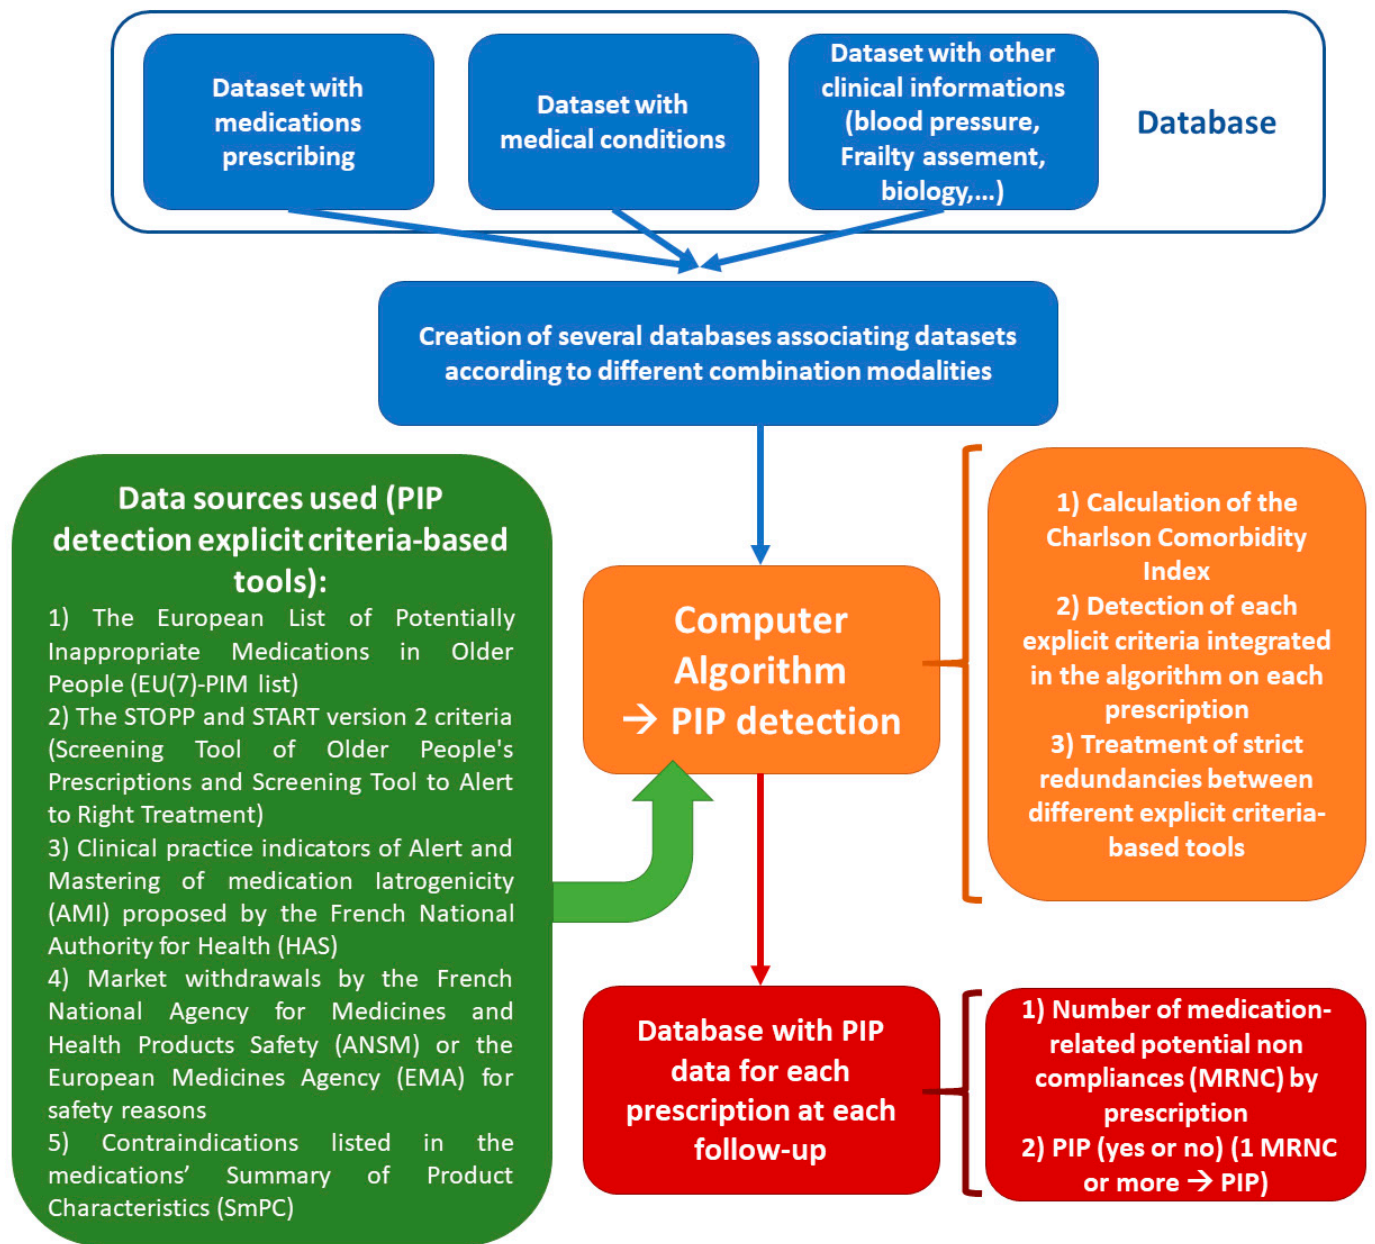 Dataset with
medications
prescribing
Dataset with
medical conditions
Dataset with other
clinical informations
(blood pressure,
Frailty assement,
biology,...)
Database
Creation of several databases associating datasets
according to different combination modalities
Data sources used (PIP
detection explicit criteria-based
tools):
1) The European List of Potentially
Inappropriate Medications in Older
People (EU(7)-PIM list)
2) The STOPP and START version 2 criteria
(Screening Tool of Older People's
Prescriptions and Screening Tool to Alert
to Right Treatment)
3) Clinical practice indicators of Alert and
Mastering of medication Iatrogenicity
(AMI) proposed by the French National
Authority for Health (HAS)
4) Market withdrawals by the French
National Agency for Medicines and
Health Products Safety (ANSM) or the
European Medicines Agency (EMA) for
safety reasons
5) Contraindications listed in the
medications’ Summary of Product
Characteristics (SmPC)
Computer
Algorithm
→ PIP detection
1) Calculation of the
Charlson Comorbidity
Index
2) Detection of each
explicit criteria integrated
in the algorithm on each
prescription
3) Treatment of strict
redundancies between
different explicit criteria-
based tools
Database with PIP
data for each
prescription at each
follow-up
1) Number of medication-
related potential non
compliances (MRNC) by
prescription
2) PIP (yes or no) (1 MRNC
or more → PIP)